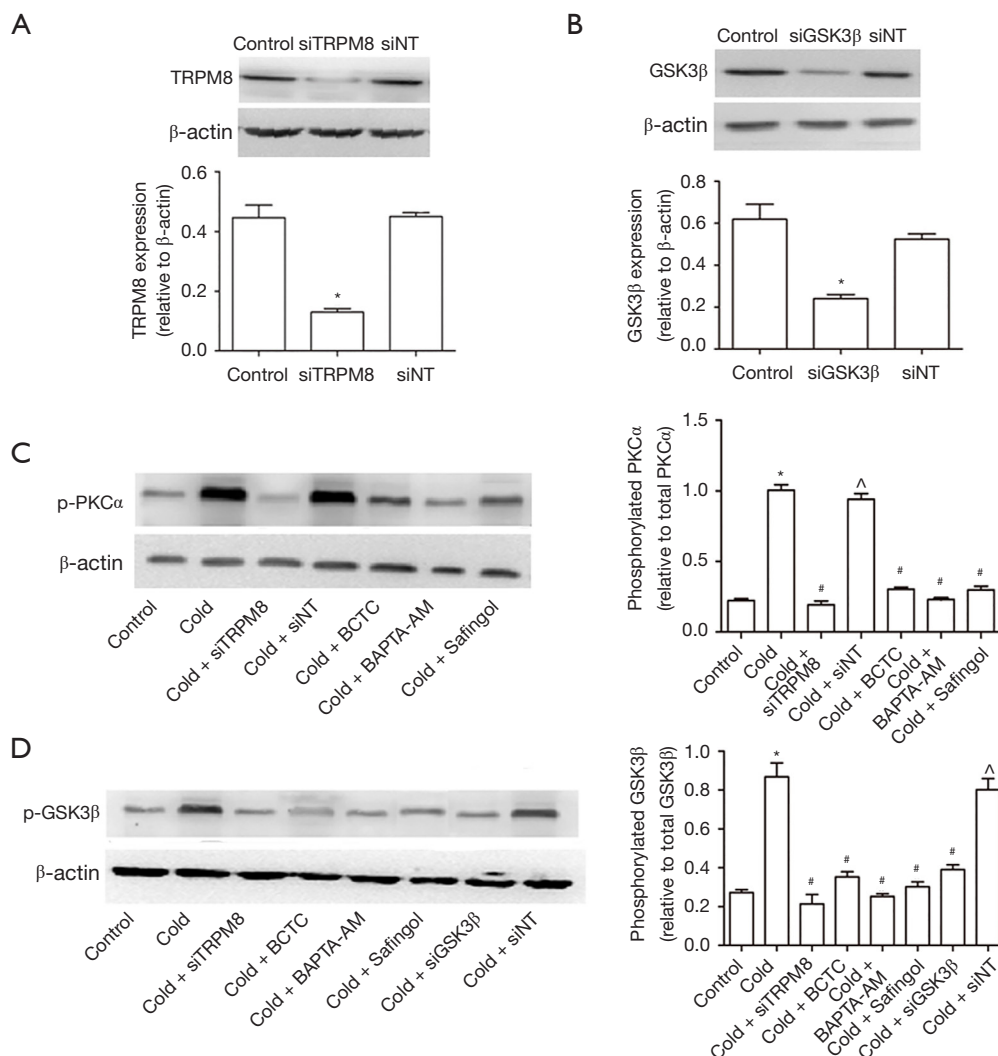 A
Control siTRPM8 siNT
TRPM8
β-actin
TRPM8 expression
(relative to β-actin)
0.6
0.4
0.2
0.0
*
Control siTRPM8 siNT
B
Control siGSK3β siNT
GSK3β
β-actin
GSK3β expression
(relative to β-actin)
0.8
0.6
0.4
0.2
0.0
*
Control siGSK3β siNT
C
p-PKCα
β-actin
Control
Cold
Cold + siTRPM8
Cold + siNT
Cold + BCTC
Cold + BAPTA-AM
Cold + Safingol
Phosphorylated PKCα
(relative to total PKCα)
1.5
1.0
0.5
0.0
*
#
^
#
#
#
Control
Cold
Cold +
siTRPM8
Cold + siNT
Cold + BCTC
Cold +
BAPTA-AM
Cold + Safingol
D
p-GSK3β
β-actin
Control
Cold
Cold + siTRPM8
Cold + BCTC
Cold + BAPTA-AM
Cold + Safingol
Cold + siGSK3β
Cold + siNT
Phosphorylated GSK3β
(relative to total GSK3β)
1.0
0.8
0.6
0.4
0.2
0.0
*
#
#
#
#
#
^
Control
Cold
Cold + siTRPM8
Cold + BCTC
Cold +
BAPTA-AM
Cold + Safingol
Cold + siGSK3β
Cold + siNT